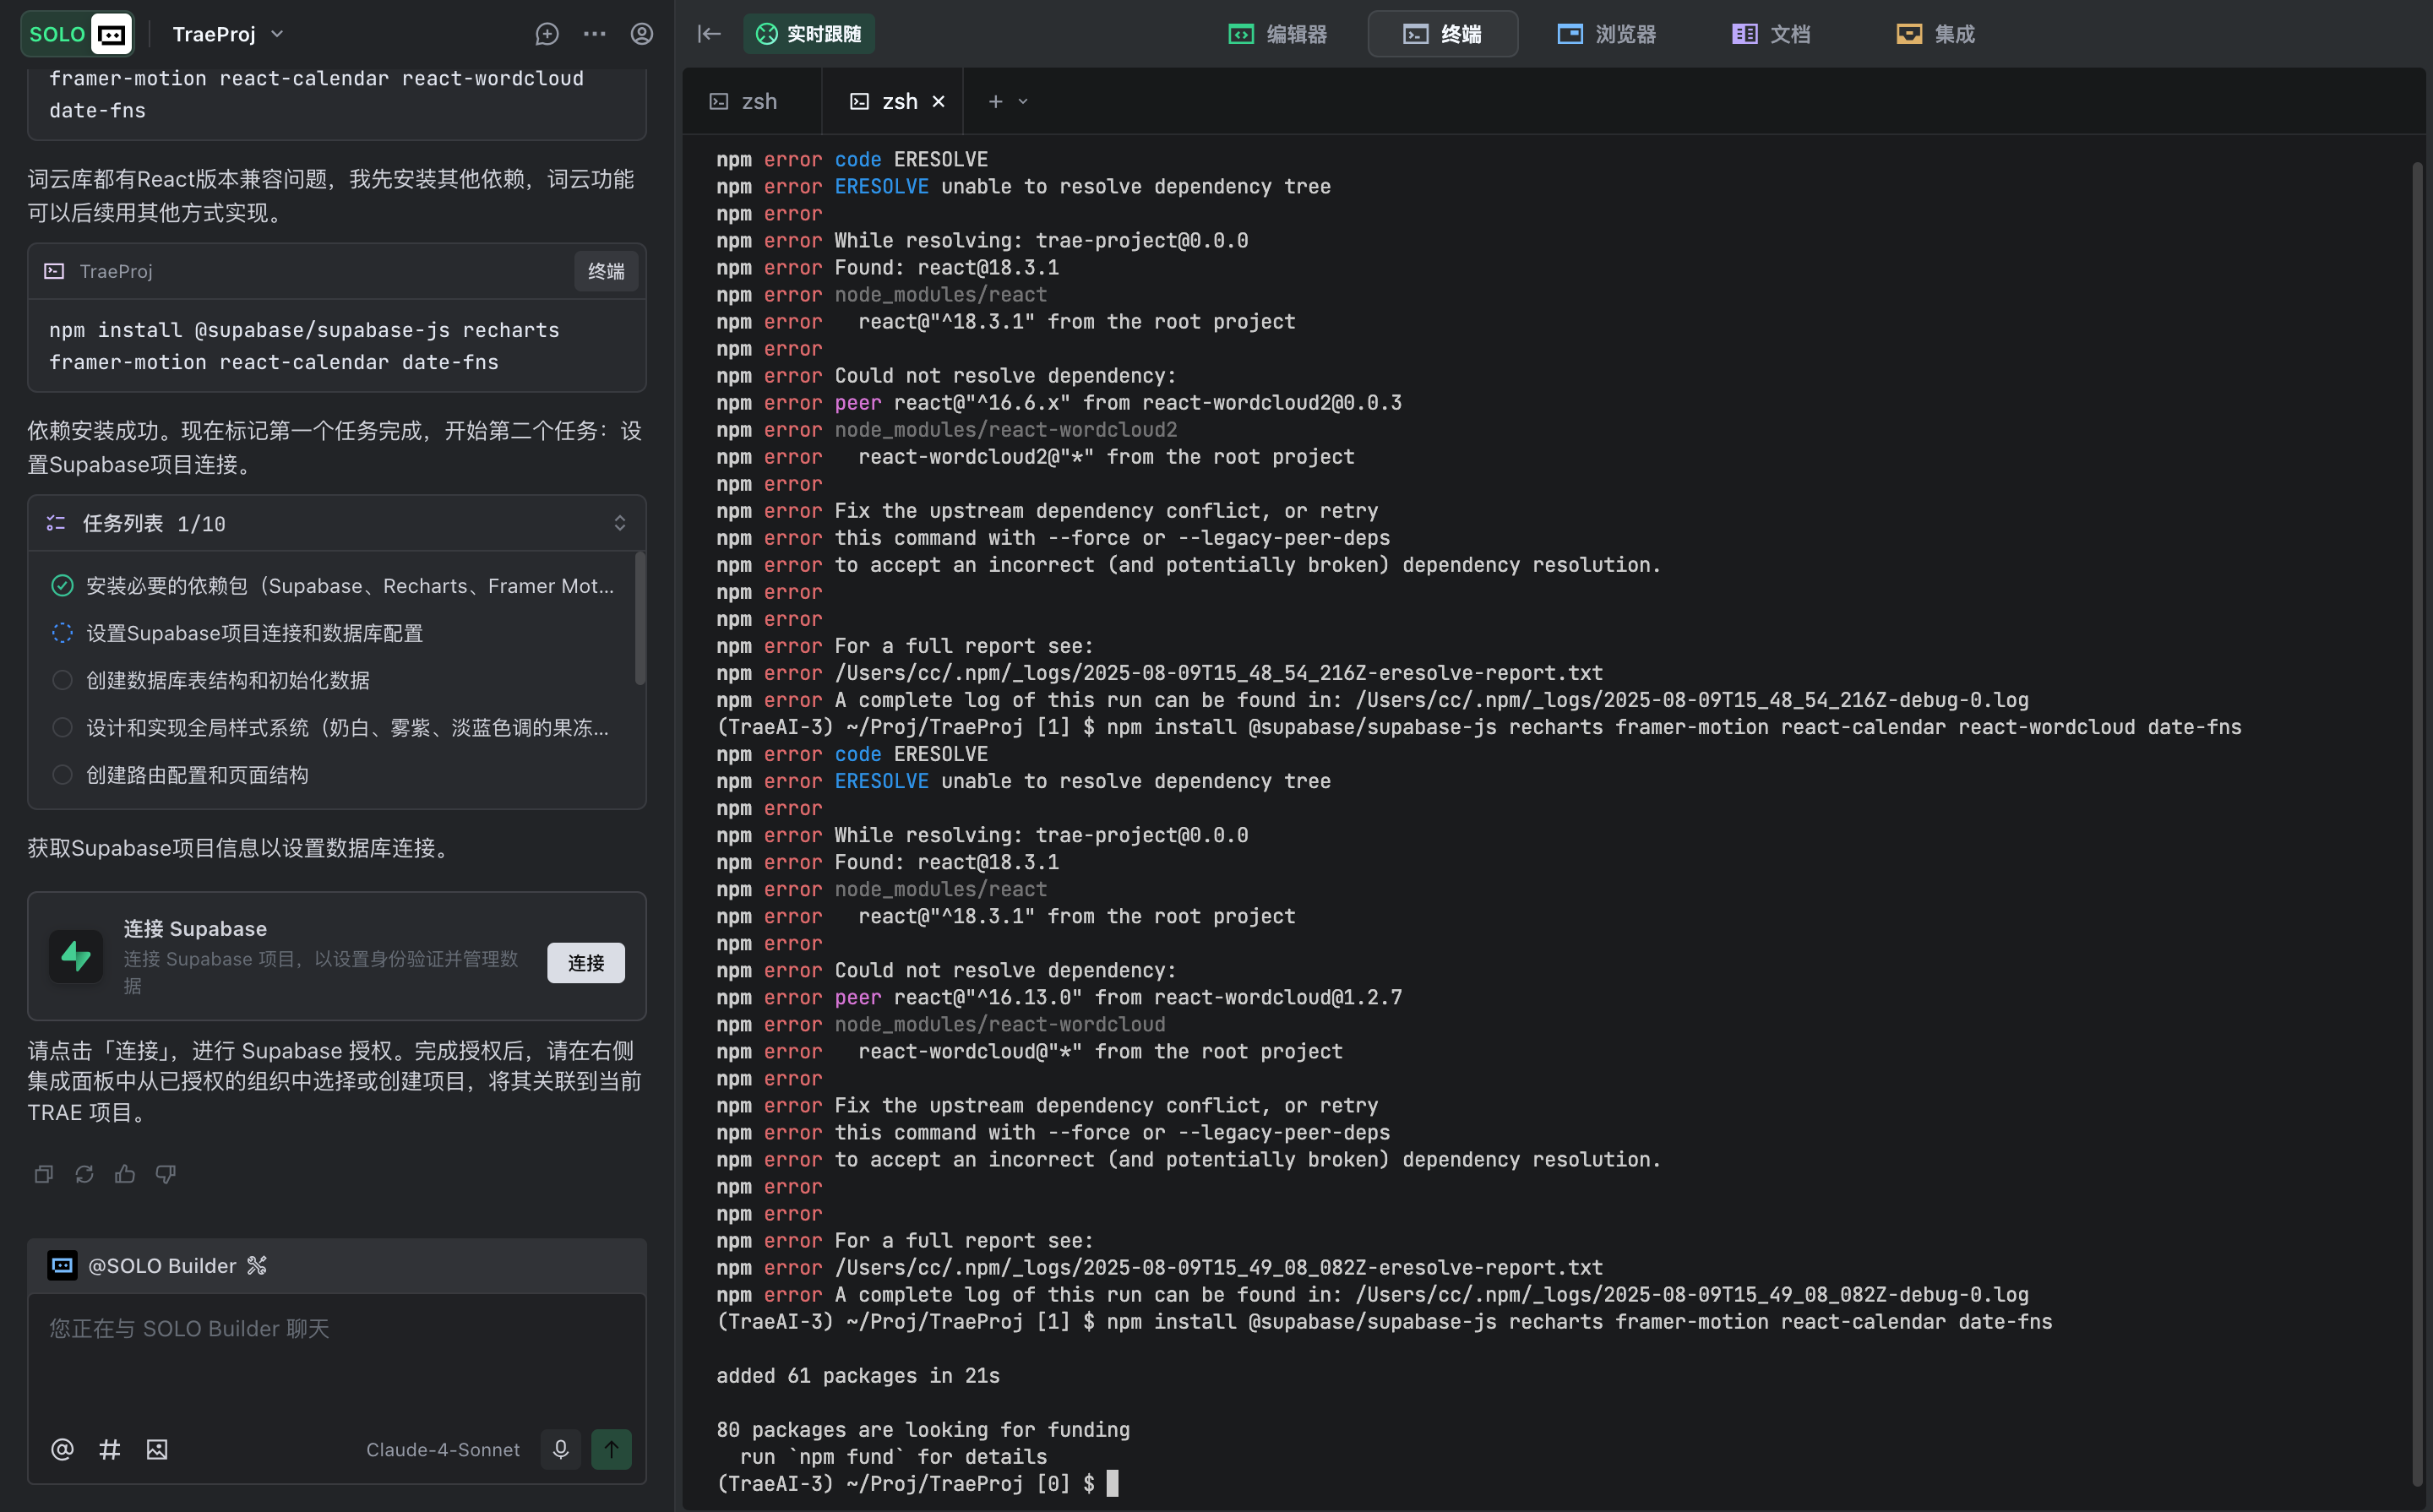 SOLO
TraeProj
framer-motion react-calendar react-wordcloud
date-fns
词云库都有React版本兼容问题，我先安装其他依赖，词云功能
可以后续用其他方式实现。
TraeProj
终端
npm install @supabase/supabase-js recharts
framer-motion react-calendar date-fns
依赖安装成功。现在标记第一个任务完成，开始第二个任务：设
置Supabase项目连接。
任务列表 1/10
安装必要的依赖包（Supabase、Recharts、Framer Mot...
设置Supabase项目连接和数据库配置
创建数据库表结构和初始化数据
设计和实现全局样式系统（奶白、雾紫、淡蓝色调的果冻...
创建路由配置和页面结构
获取Supabase项目信息以设置数据库连接。
连接 Supabase
连接 Supabase 项目，以设置身份验证并管理数
据
连接
请点击「连接」，进行 Supabase 授权。完成授权后，请在右侧
集成面板中从已授权的组织中选择或创建项目，将其关联到当前
TRAE 项目。
@SOLO Builder
您正在与 SOLO Builder 聊天
Claude-4-Sonnet
实时跟随
编辑器
终端
浏览器
文档
集成
zsh
zsh
npm error code ERESOLVE
npm error ERESOLVE unable to resolve dependency tree
npm error
npm error While resolving: trae-project@0.0.0
npm error Found: react@18.3.1
npm error node_modules/react
npm error   react@"^18.3.1" from the root project
npm error
npm error Could not resolve dependency:
npm error peer react@"^16.6.x" from react-wordcloud2@0.0.3
npm error node_modules/react-wordcloud2
npm error   react-wordcloud2@"*" from the root project
npm error
npm error Fix the upstream dependency conflict, or retry
npm error this command with --force or --legacy-peer-deps
npm error to accept an incorrect (and potentially broken) dependency resolution.
npm error
npm error
npm error For a full report see:
npm error /Users/cc/.npm/_logs/2025-08-09T15_48_54_216Z-eresolve-report.txt
npm error A complete log of this run can be found in: /Users/cc/.npm/_logs/2025-08-09T15_48_54_216Z-debug-0.log
(TraeAI-3) ~/Proj/TraeProj [1] $ npm install @supabase/supabase-js recharts framer-motion react-calendar react-wordcloud date-fns
npm error code ERESOLVE
npm error ERESOLVE unable to resolve dependency tree
npm error
npm error While resolving: trae-project@0.0.0
npm error Found: react@18.3.1
npm error node_modules/react
npm error   react@"^18.3.1" from the root project
npm error
npm error Could not resolve dependency:
npm error peer react@"^16.13.0" from react-wordcloud@1.2.7
npm error node_modules/react-wordcloud
npm error   react-wordcloud@"*" from the root project
npm error
npm error Fix the upstream dependency conflict, or retry
npm error this command with --force or --legacy-peer-deps
npm error to accept an incorrect (and potentially broken) dependency resolution.
npm error
npm error
npm error For a full report see:
npm error /Users/cc/.npm/_logs/2025-08-09T15_49_08_082Z-eresolve-report.txt
npm error A complete log of this run can be found in: /Users/cc/.npm/_logs/2025-08-09T15_49_08_082Z-debug-0.log
(TraeAI-3) ~/Proj/TraeProj [1] $ npm install @supabase/supabase-js recharts framer-motion react-calendar date-fns
added 61 packages in 21s
80 packages are looking for funding
  run `npm fund` for details
(TraeAI-3) ~/Proj/TraeProj [0] $